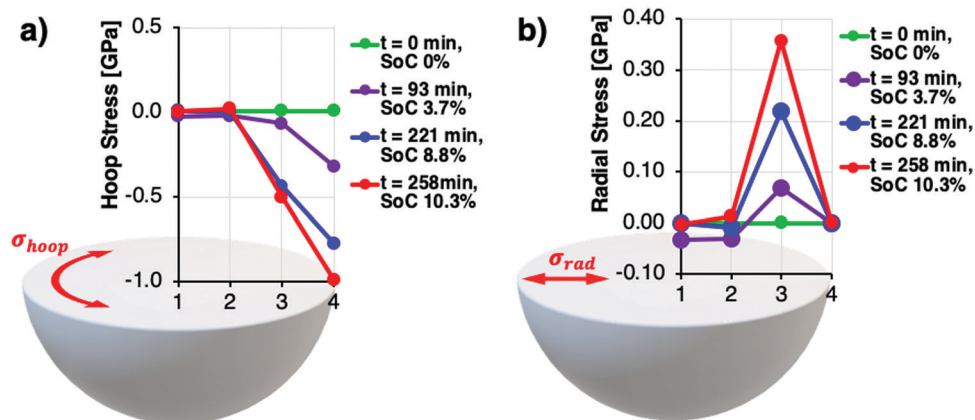 a)
Hoop Stress [GPa]
0.5
0.0
-0.5
-1.0
1 2 3 4
t = 0 min,
SoC 0%
t = 93 min,
SoC 3.7%
t = 221 min,
SoC 8.8%
t = 258min,
SoC 10.3%
σhoop
b)
Radial Stress [GPa]
0.40
0.30
0.20
0.10
0.00
-0.10
1 2 3 4
t = 0 min,
SoC 0%
t = 93 min,
SoC 3.7%
t = 221 min,
SoC 8.8%
t = 258 min,
SoC 10.3%
σrad